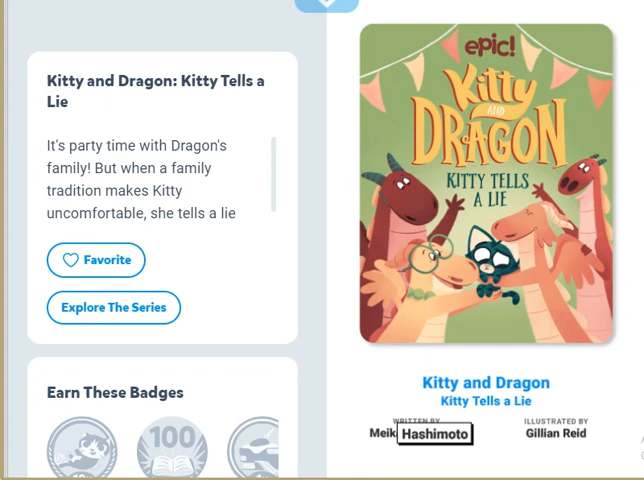 Kitty and Dragon: Kitty Tells a
Lie
It's party time with Dragon's
family! But when a family
tradition makes Kitty
uncomfortable, she tells a lie
Favorite
Explore The Series
Earn These Badges
100
epic!
Kitty
AND
DRAGON
KITTY TELLS
A LIE
Kitty and Dragon
Kitty Tells a Lie
WRITTEN BY
Meik Hashimoto
ILLUSTRATED BY
Gillian Reid